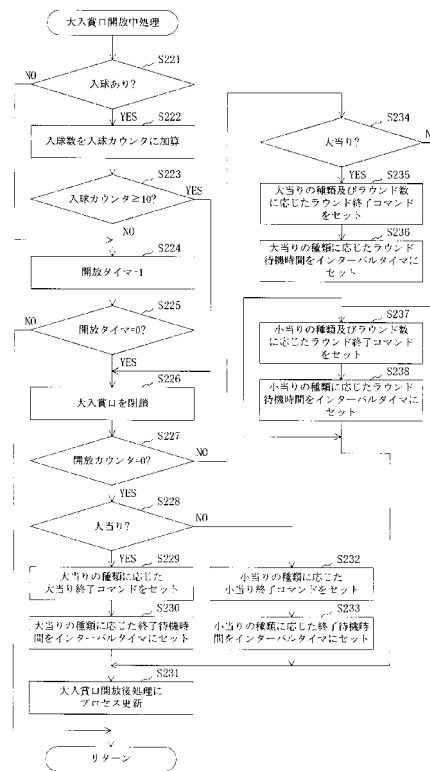 大入賞口開放中処理
S221
NO
入球あり?
YES
S222
入球数を入球カウンタに加算
S223
入球カウンタ≧10?
YES
NO
S224
開放タイマ-1
S225
NO
開放タイマ=0?
YES
S226
大入賞口を閉鎖
S227
開放カウンタ=0?
NO
YES
S228
大当り?
NO
YES
S229
大当りの種類に応じた
大当り終了コマンドをセット
S230
大当りの種類に応じた終了待機時
間をインターバルタイマにセット
S231
大入賞口開放後処理に
プロセス更新
リターン
S232
小当りの種類に応じた
小当り終了コマンドをセット
S233
小当りの種類に応じた終了待機時
間をインターバルタイマにセット
S234
大当り?
N
YES
S235
大当りの種類及びラウンド数
に応じたラウンド終了コマンド
をセット
S236
大当りの種類に応じたラウンド
待機時間をインターバルタイマに
セット
S237
小当りの種類及びラウンド数
に応じたラウンド終了コマンド
をセット
S238
小当りの種類に応じたラウンド
待機時間をインターバルタイマに
セット